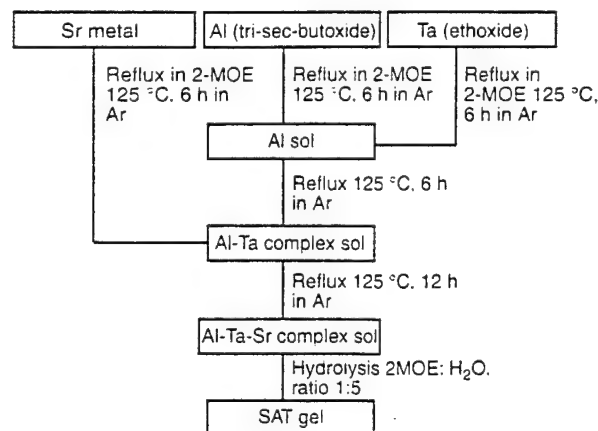 Sr metal
Al (tri-sec-butoxide)
Ta (ethoxide)
Reflux in 2-MOE
125 °C, 6 h in
Ar
Reflux in 2-MOE
125 °C, 6 h in Ar
Reflux in
2-MOE 125 °C,
6 h in Ar
Al sol
Reflux 125 °C, 6 h
in Ar
Al-Ta complex sol
Reflux 125 °C, 12 h
in Ar
Al-Ta-Sr complex sol
Hydrolysis 2MOE: H₂O,
ratio 1:5
SAT gel